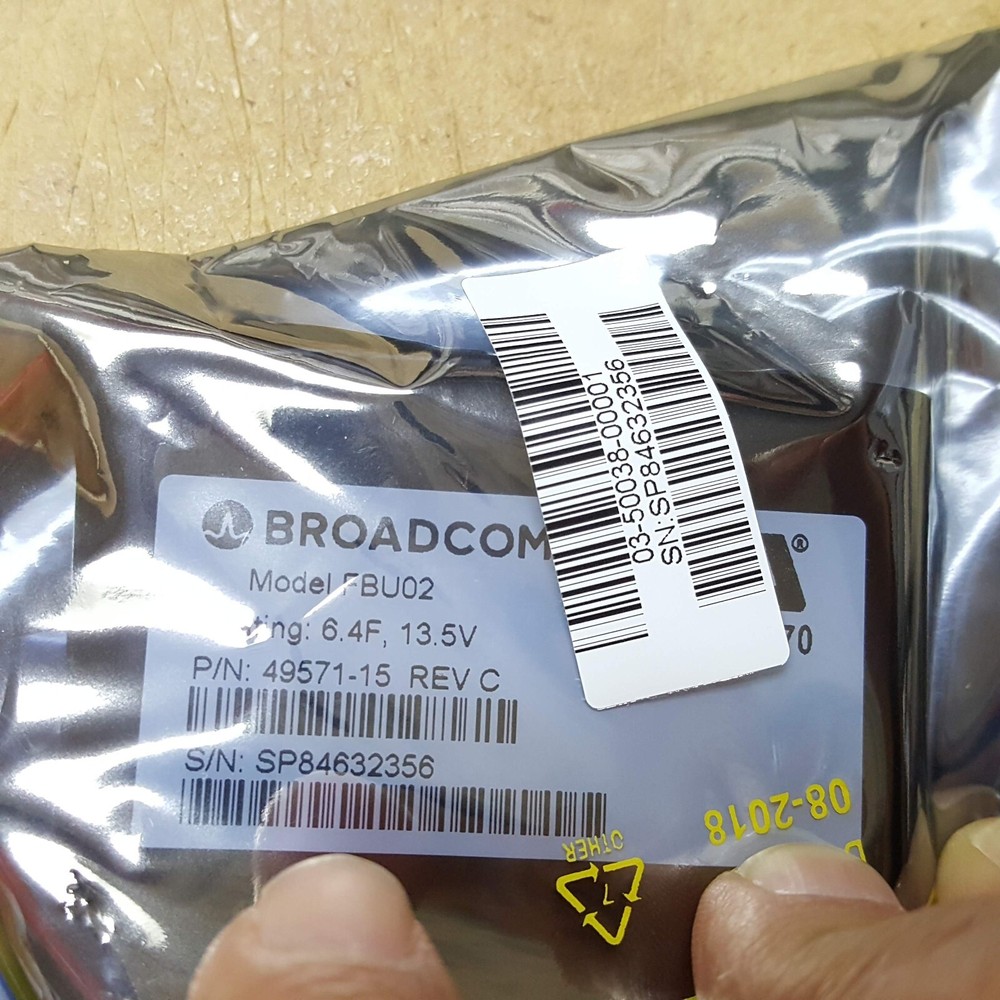 BROADCOM
Model FBU02
ting: 6.4F, 13.5V
P/N: 49571-15 REV C
S/N: SP84632356
03-50038-00001
SN:SP84632356
®
08-2018
OTHER
7